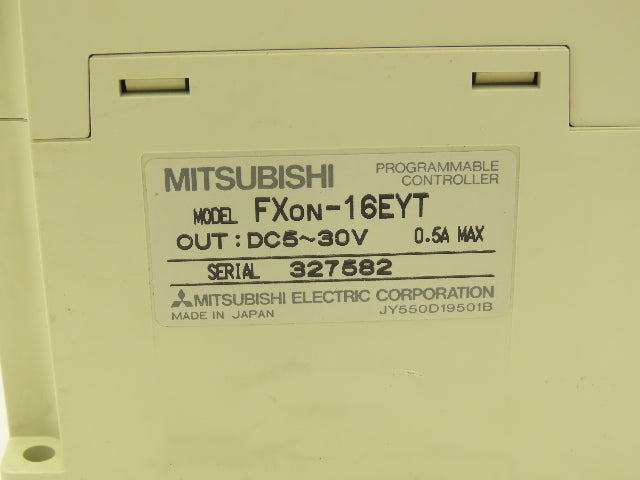 MITSUBISHI PROGRAMMABLE CONTROLLER
MODEL FXON-16EYT
OUT : DC5~30V 0.5A MAX
SERIAL 327582
MITSUBISHI ELECTRIC CORPORATION
MADE IN JAPAN JY550D19501B